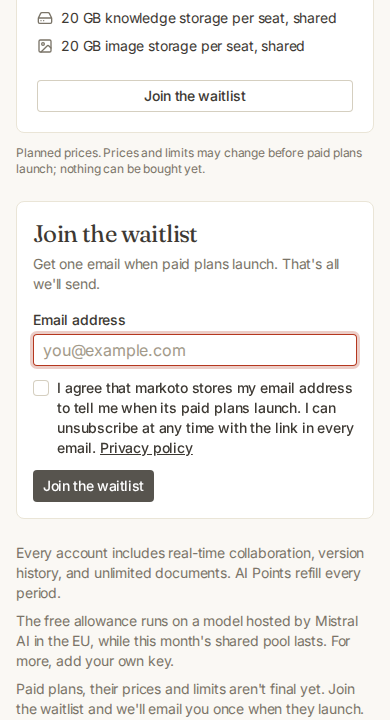 20 GB knowledge storage per seat, shared
20 GB image storage per seat, shared
Join the waitlist
Planned prices. Prices and limits may change before paid plans
launch; nothing can be bought yet.
Join the waitlist
Get one email when paid plans launch. That's all
we'll send.
Email address
you@example.com
I agree that markoto stores my email address
to tell me when its paid plans launch. I can
unsubscribe at any time with the link in every
email. Privacy policy
Join the waitlist
Every account includes real-time collaboration, version
history, and unlimited documents. AI Points refill every
period.
The free allowance runs on a model hosted by Mistral
AI in the EU, while this month's shared pool lasts. For
more, add your own key.
Paid plans, their prices and limits aren't final yet. Join
the waitlist and we'll email you once when they launch.